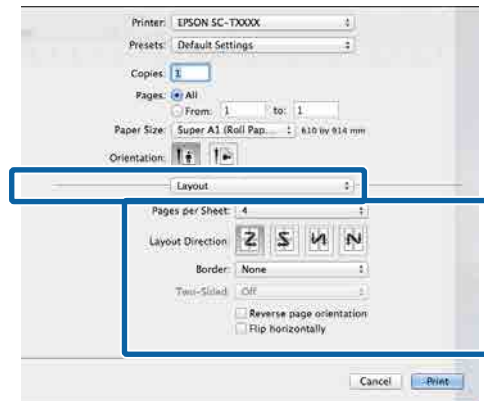 Printer: EPSON SC-TXXXX
Presets: Default Settings
Copies: 1
Pages: All
From: 1 to: 1
Paper Size: Super A1 (Roll Pap... 610 by 914 mm
Orientation:
Layout
Pages per Sheet: 4
Layout Direction
Border: None
Two-Sided: Off
Reverse page orientation
Flip horizontally
Cancel Print